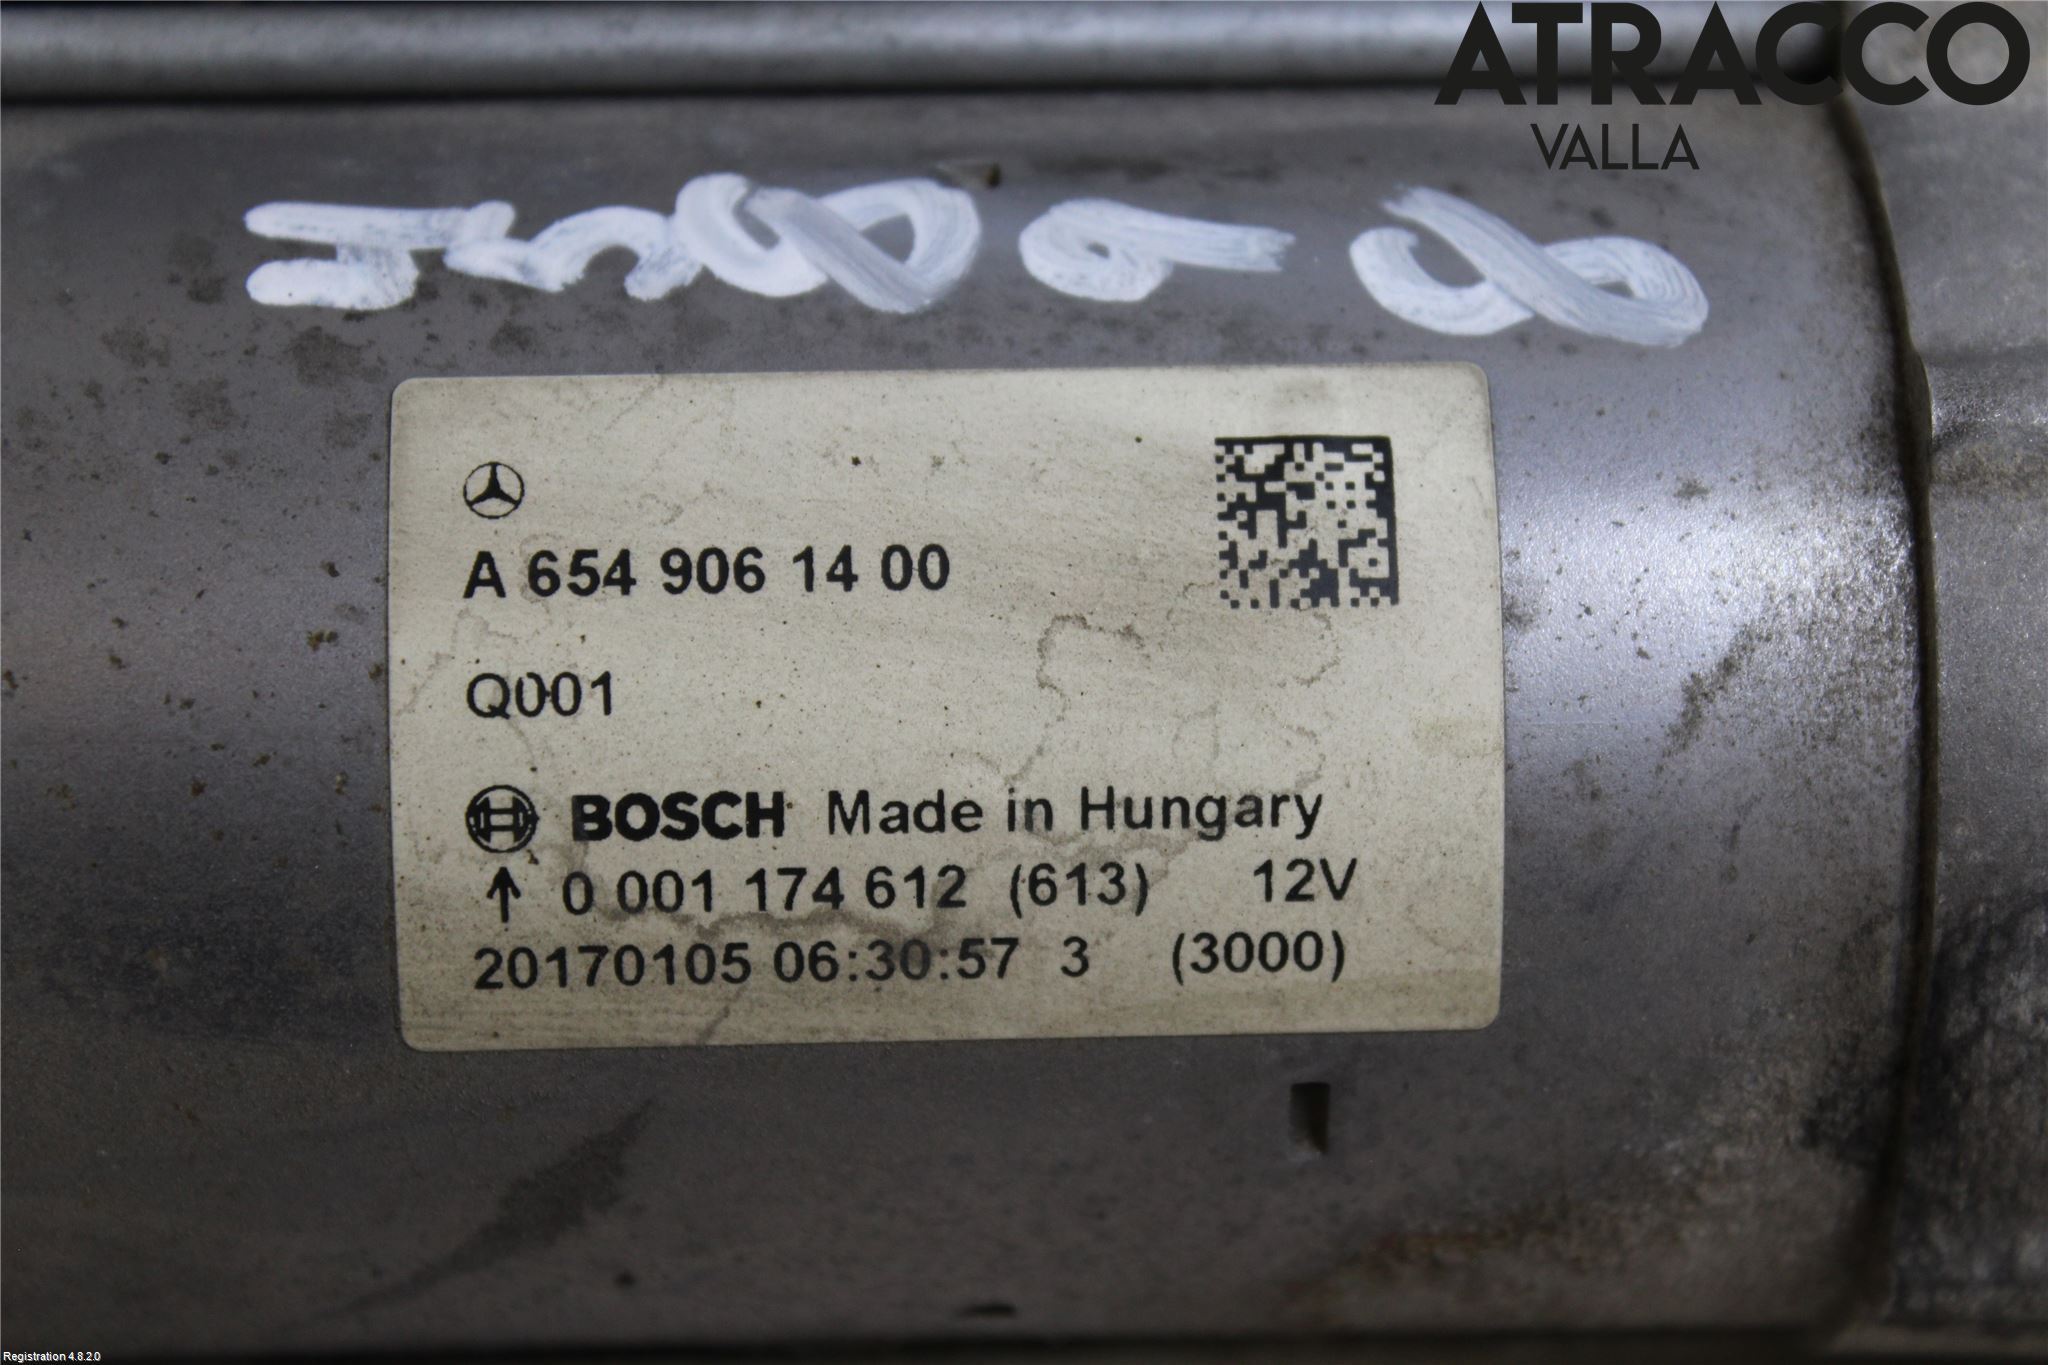 ATRACCO
VALLA
A 654 906 14 00
Q001
BOSCH Made in Hungary
↑ 0 001 174 612 (613) 12V
20170105 06:30:57 3 (3000)
Registration 4.8.2.0